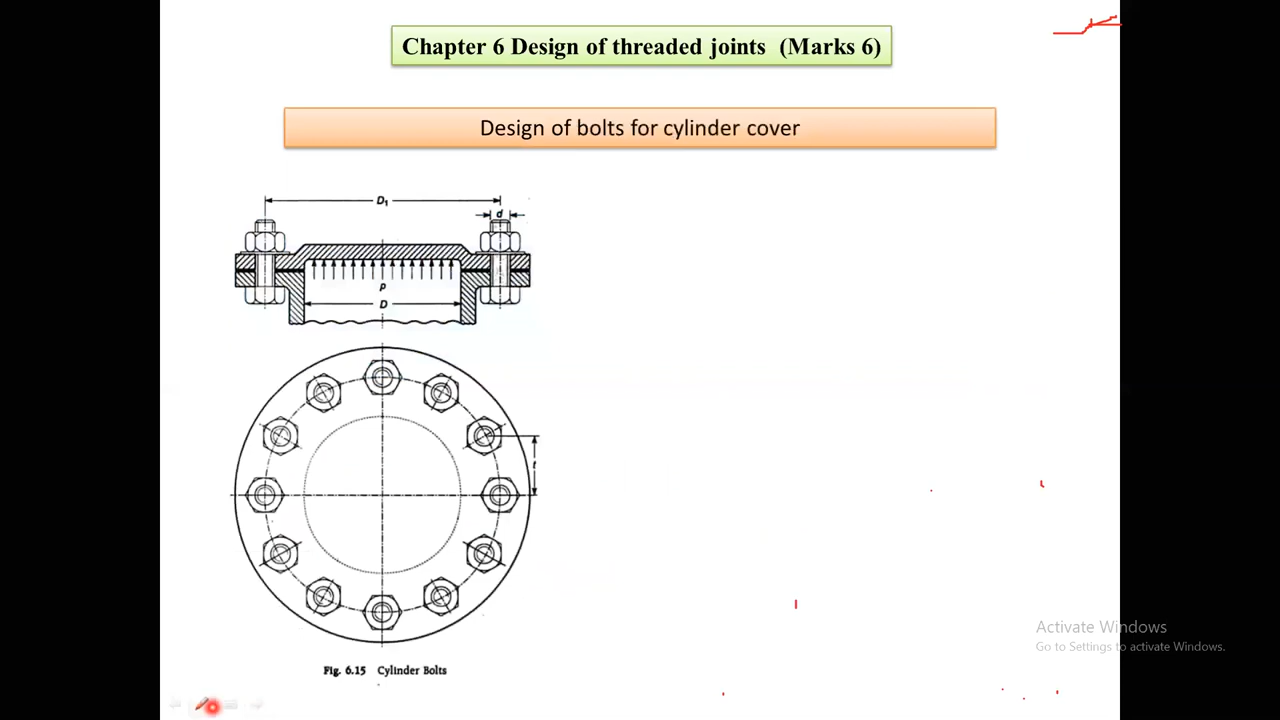 Chapter 6 Design of threaded joints (Marks 6)
Design of bolts for cylinder cover
D₁
d
p
D
t
Fig. 6.15 Cylinder Bolts
Activate Windows
Go to Settings to activate Windows.